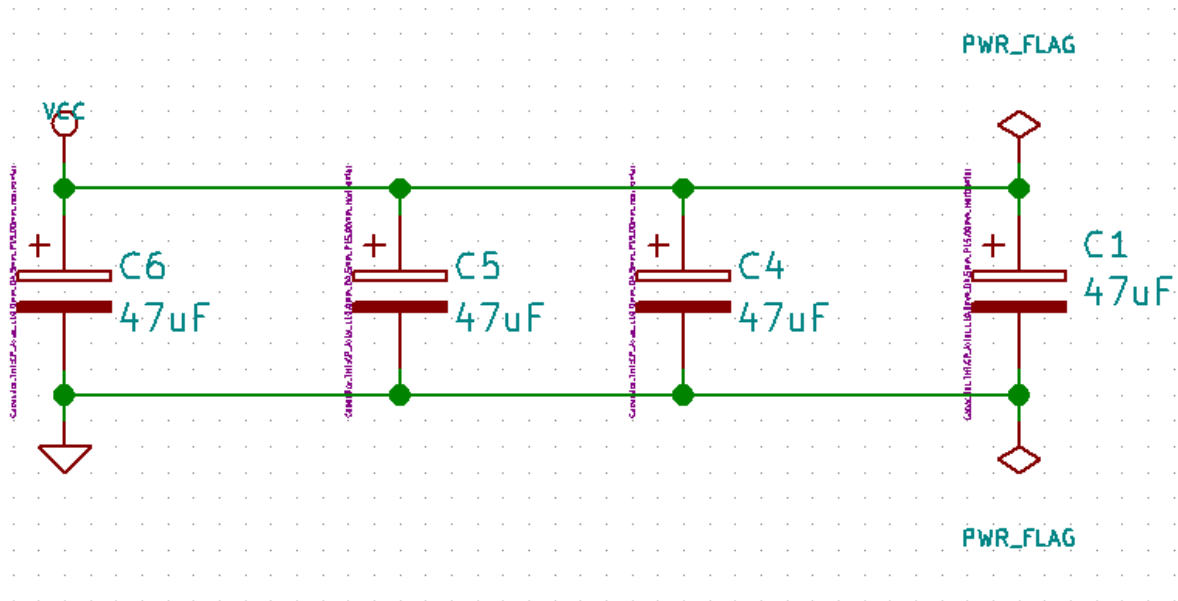 PWR_FLAG
VCC
+
C6
47uF
+
C5
47uF
+
C4
47uF
+
C1
47uF
PWR_FLAG